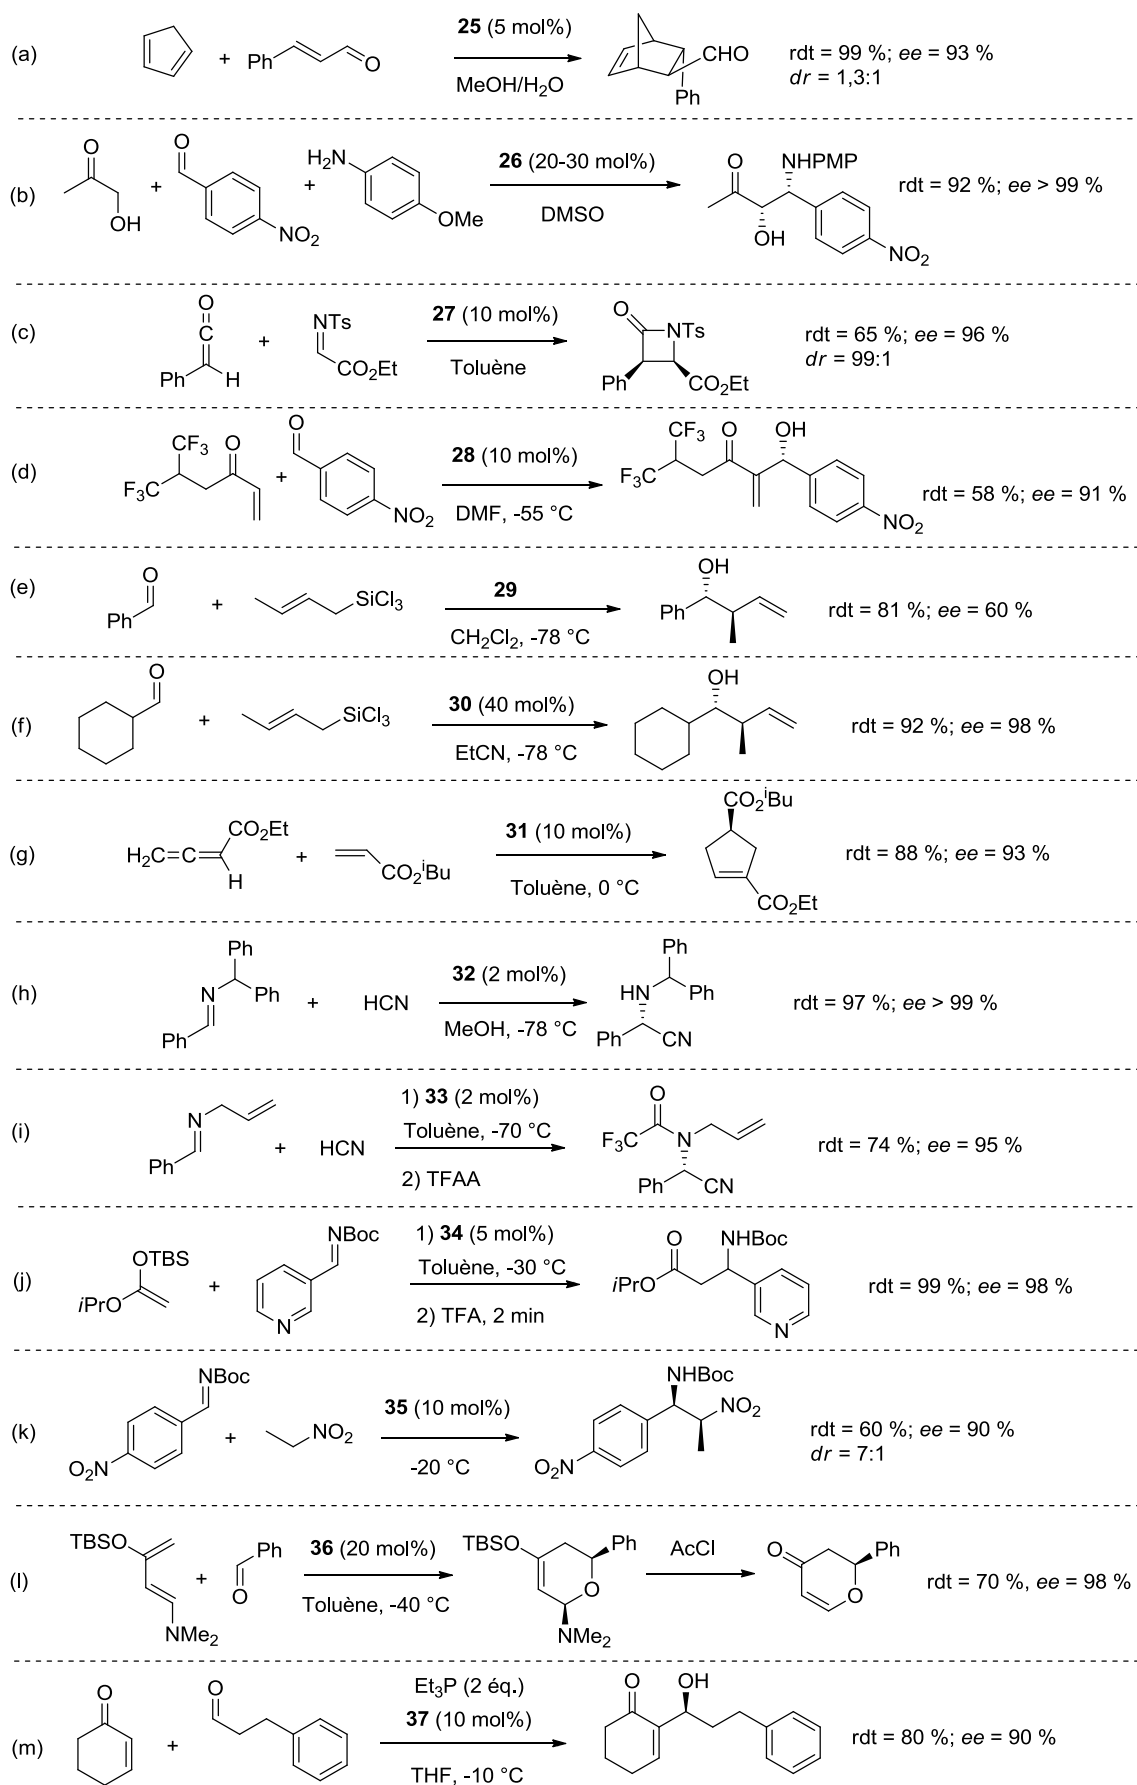 (a)
+
Ph
O
25 (5 mol%)
MeOH/H2O
CHO
Ph
rdt = 99 %; ee = 93 %
dr = 1,3:1
(b)
O
OH
+
O
NO2
+
H2N
OMe
26 (20-30 mol%)
DMSO
O
NHPMP
OH
NO2
rdt = 92 %; ee > 99 %
(c)
O
C
Ph
H
+
NTs
CO2Et
27 (10 mol%)
Toluène
O
N
Ts
Ph
CO2Et
rdt = 65 %; ee = 96 %
dr = 99:1
(d)
CF3
O
F3C
+
O
NO2
28 (10 mol%)
DMF, -55 °C
CF3
O
OH
F3C
NO2
rdt = 58 %; ee = 91 %
(e)
O
Ph
+
SiCl3
29
CH2Cl2, -78 °C
OH
Ph
rdt = 81 %; ee = 60 %
(f)
O
+
SiCl3
30 (40 mol%)
EtCN, -78 °C
OH
rdt = 92 %; ee = 98 %
(g)
H2C=C
CO2Et
H
+
CO2iBu
31 (10 mol%)
Toluène, 0 °C
CO2iBu
CO2Et
rdt = 88 %; ee = 93 %
(h)
Ph
N
Ph
Ph
+
HCN
32 (2 mol%)
MeOH, -78 °C
Ph
HN
Ph
Ph
CN
rdt = 97 %; ee > 99 %
(i)
N
Ph
+
HCN
1) 33 (2 mol%)
Toluène, -70 °C
2) TFAA
O
F3C
N
Ph
CN
rdt = 74 %; ee = 95 %
(j)
OTBS
iPrO
+
NBoc
N
1) 34 (5 mol%)
Toluène, -30 °C
2) TFA, 2 min
O
NHBoc
iPrO
N
rdt = 99 %; ee = 98 %
(k)
NBoc
O2N
+
NO2
35 (10 mol%)
-20 °C
NHBoc
NO2
O2N
rdt = 60 %; ee = 90 %
dr = 7:1
(l)
TBSO
NMe2
+
Ph
O
36 (20 mol%)
Toluène, -40 °C
TBSO
Ph
O
NMe2
AcCl
O
Ph
O
rdt = 70 %, ee = 98 %
(m)
O
+
O
Et3P (2 éq.)
37 (10 mol%)
THF, -10 °C
O
OH
rdt = 80 %; ee = 90 %